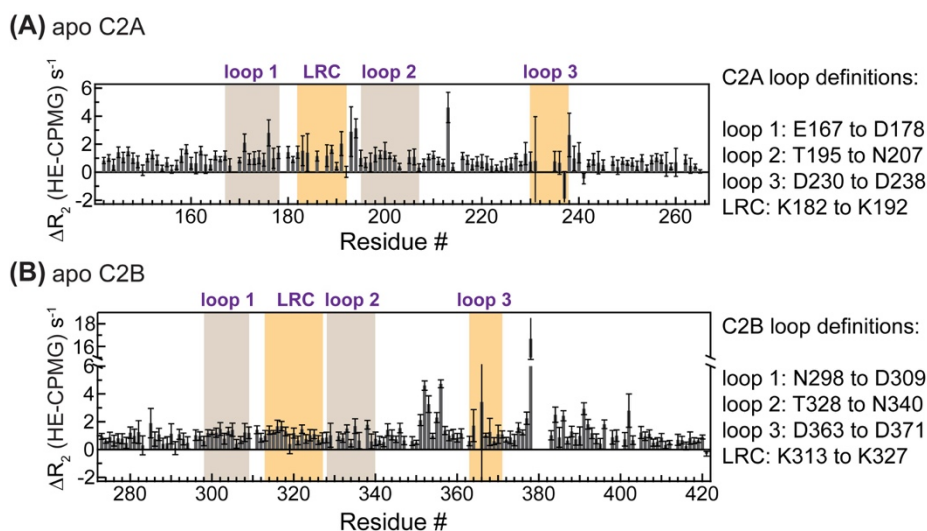 (A) apo C2A
loop 1 LRC loop 2 loop 3
6
4
2
0
-2
ΔR2 (HE-CPMG) s-1
160 180 200 220 240 260
Residue #
C2A loop definitions:
loop 1: E167 to D178
loop 2: T195 to N207
loop 3: D230 to D238
LRC: K182 to K192
(B) apo C2B
loop 1 LRC loop 2 loop 3
18
16
6
4
2
0
-2
ΔR2 (HE-CPMG) s-1
280 300 320 340 360 380 400 420
Residue #
C2B loop definitions:
loop 1: N298 to D309
loop 2: T328 to N340
loop 3: D363 to D371
LRC: K313 to K327